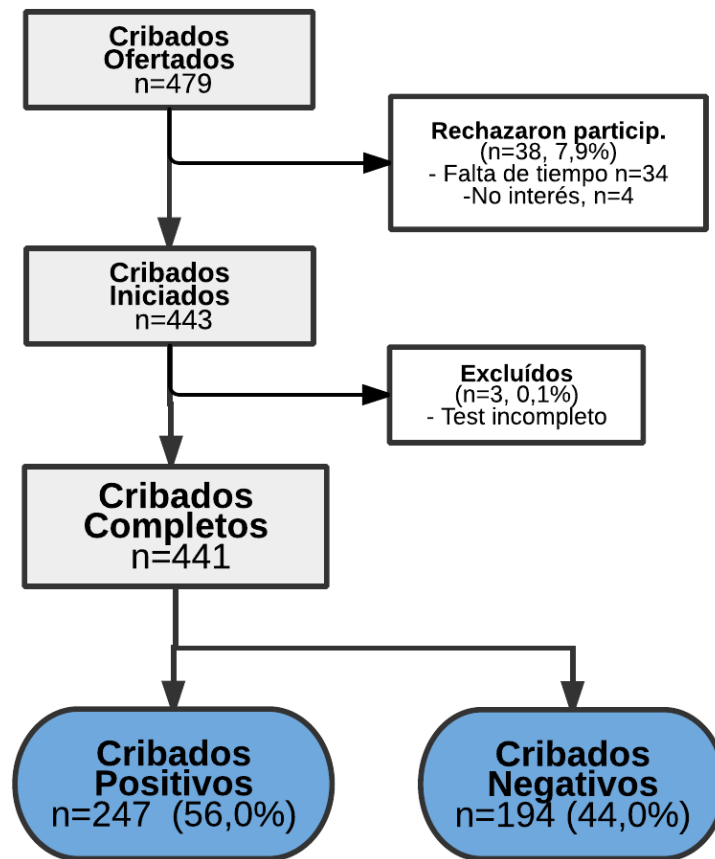 Cribados
Ofertados
n=479
Rechazaron particip.
(n=38, 7,9%)
- Falta de tiempo n=34
-No interés, n=4
Cribados
Iniciados
n=443
Excluídos
(n=3, 0,1%)
- Test incompleto
Cribados
Completos
n=441
Cribados
Positivos
n=247 (56,0%)
Cribados
Negativos
n=194 (44,0%)